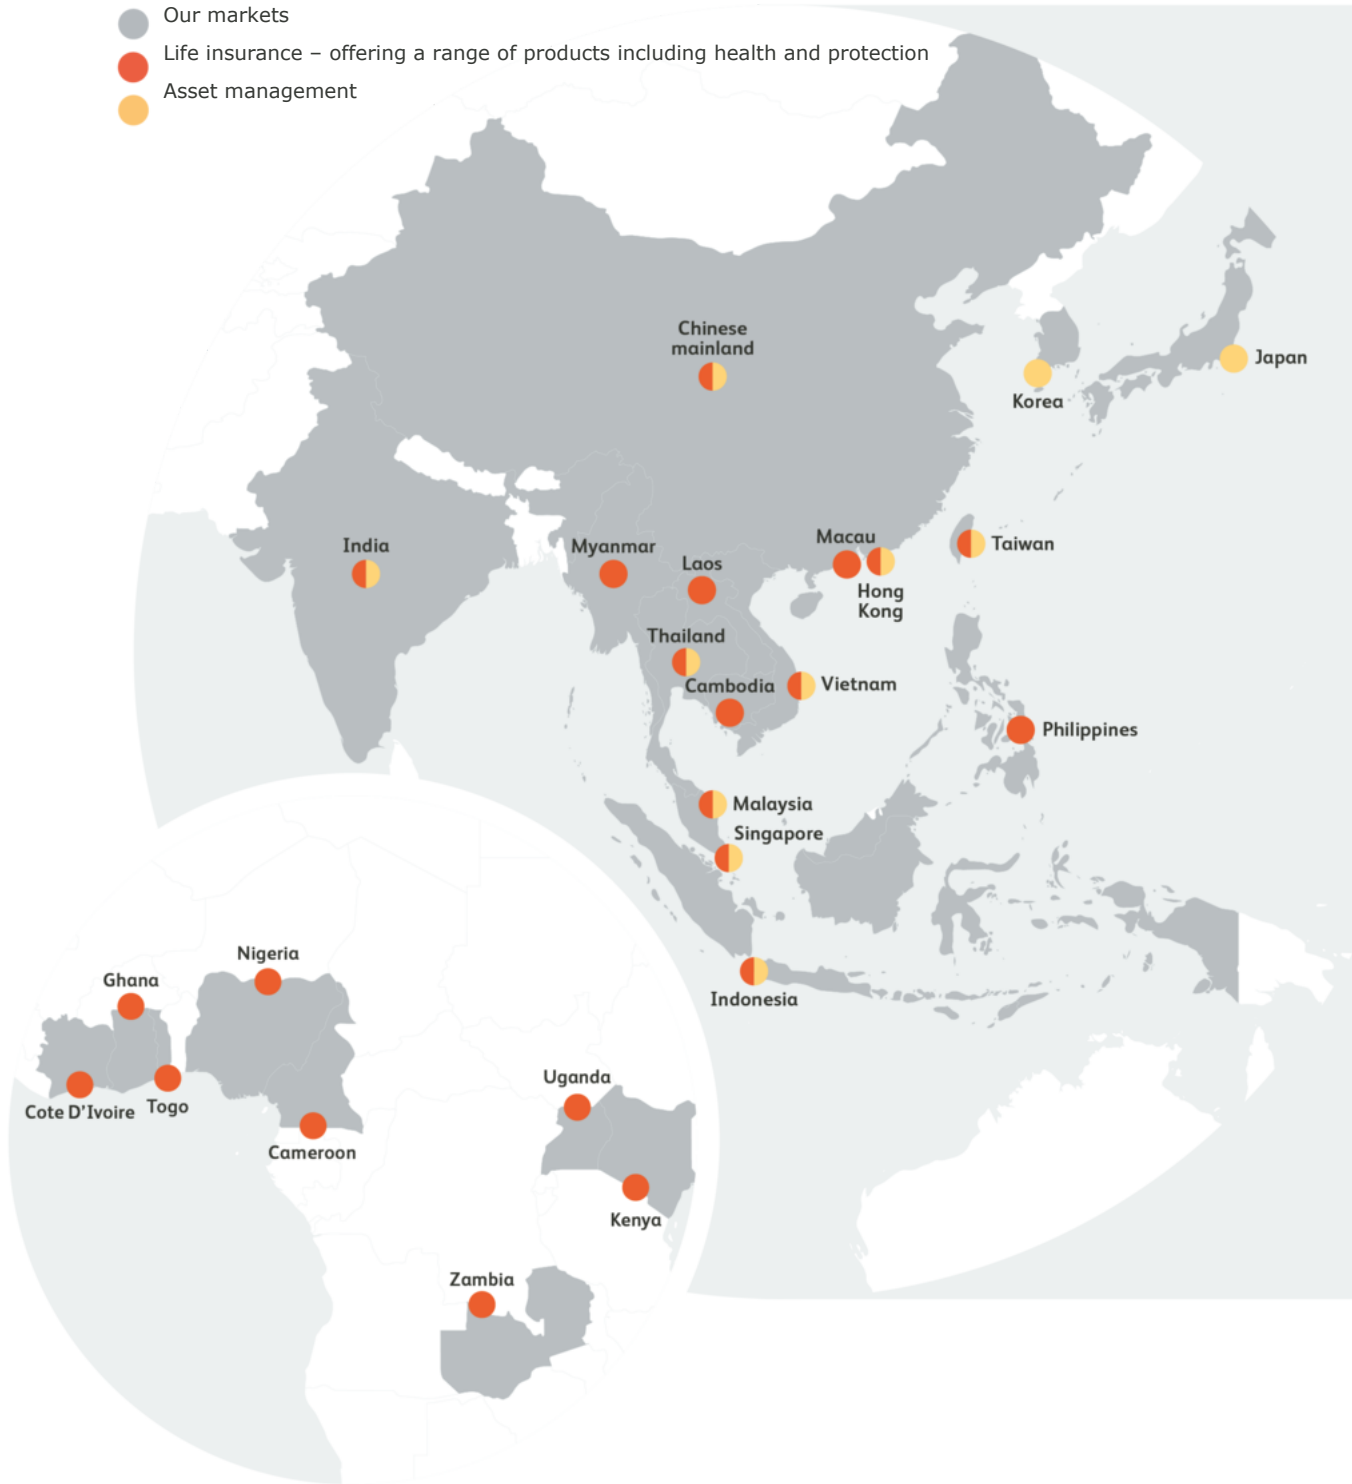 Our markets
Life insurance – offering a range of products including health and protection
Asset management
Chinese
mainland
Japan
Korea
India
Myanmar
Laos
Macau
Hong
Kong
Taiwan
Thailand
Cambodia
Vietnam
Philippines
Malaysia
Singapore
Indonesia
Nigeria
Ghana
Cote D'Ivoire
Togo
Cameroon
Uganda
Kenya
Zambia